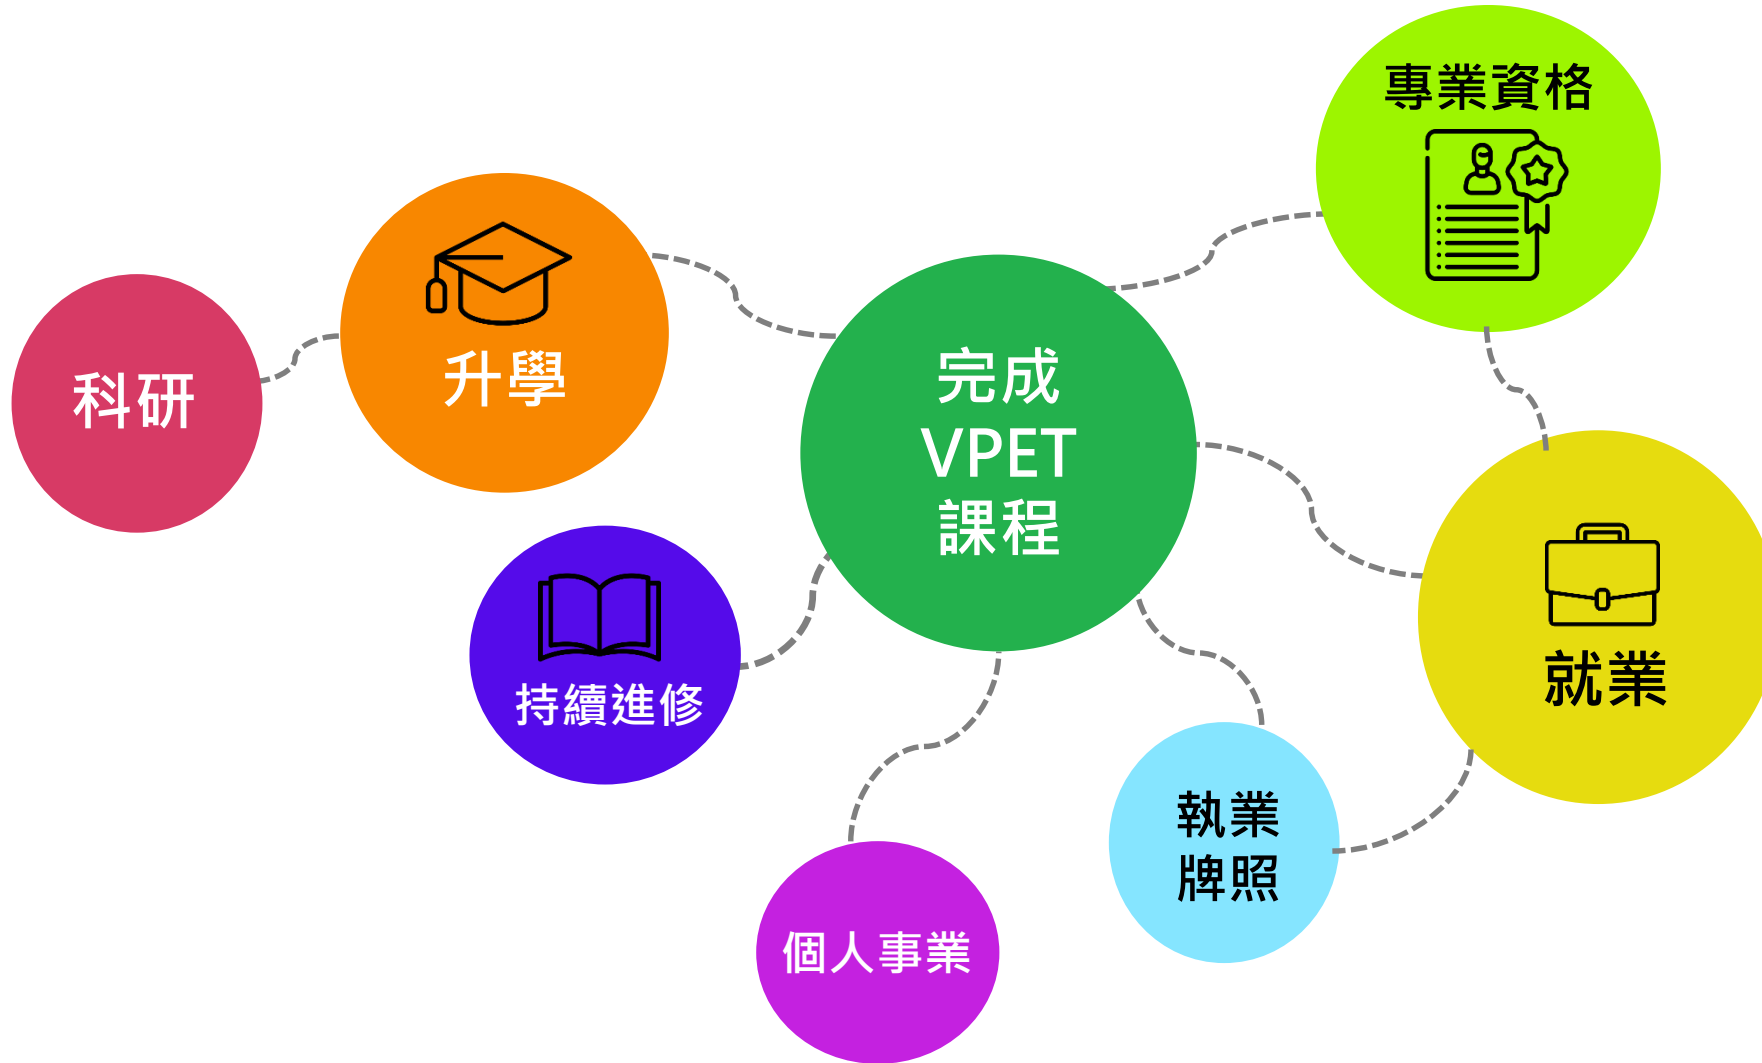 專業資格
升學
科研
完成
VPET
課程
持續進修
就業
執業
牌照
個人事業